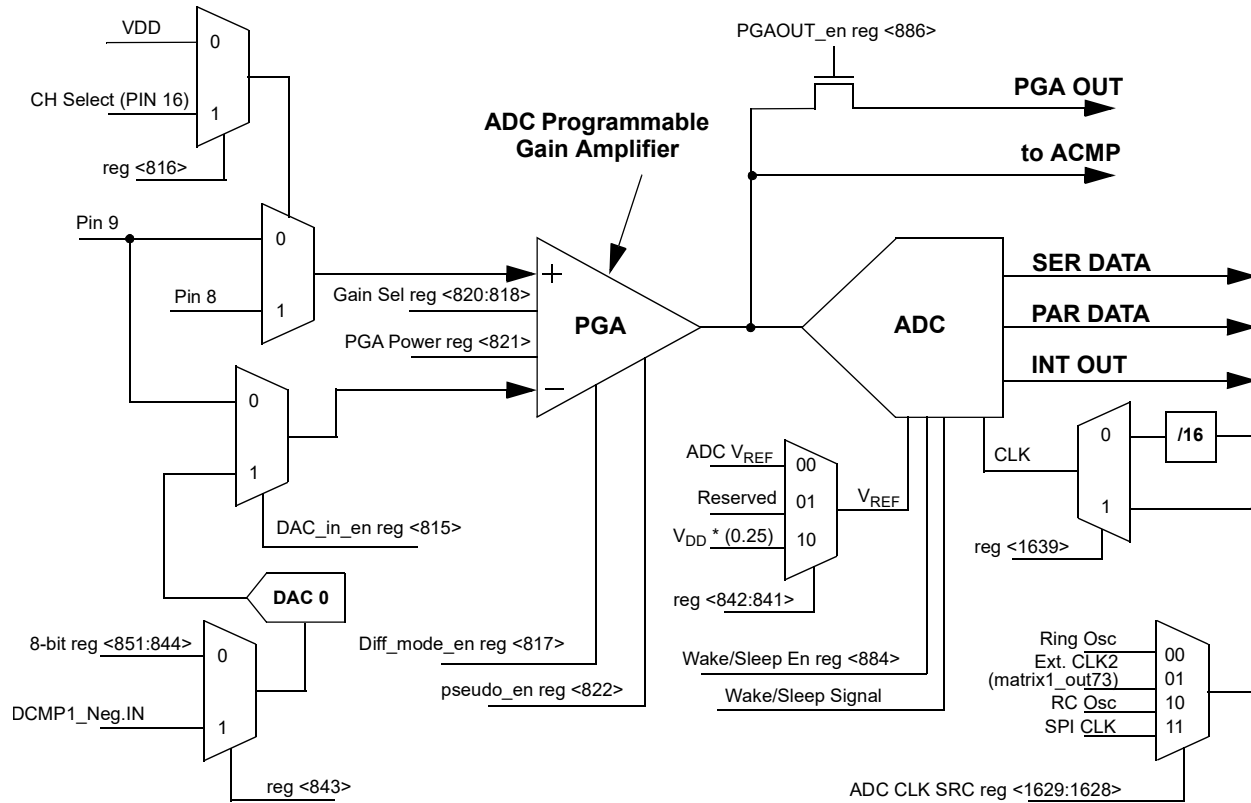 VDD
0
CH Select (PIN 16)
1
reg <816>
PGAOUT_en reg <886>
PGA OUT
ADC Programmable
Gain Amplifier
to ACMP
Pin 9
0
Pin 8
1
+
Gain Sel reg <820:818>
PGA
PGA Power reg <821>
–
ADC
SER DATA
PAR DATA
INT OUT
0
1
DAC_in_en reg <815>
DAC 0
8-bit reg <851:844>
0
DCMP1_Neg.IN
1
reg <843>
Diff_mode_en reg <817>
pseudo_en reg <822>
ADC VREF
00
Reserved
01
VDD * (0.25)
10
VREF
reg <842:841>
CLK
0
/16
1
reg <1639>
Wake/Sleep En reg <884>
Wake/Sleep Signal
Ring Osc
00
Ext. CLK2
(matrix1_out73)
01
RC Osc
10
SPI CLK
11
ADC CLK SRC reg <1629:1628>